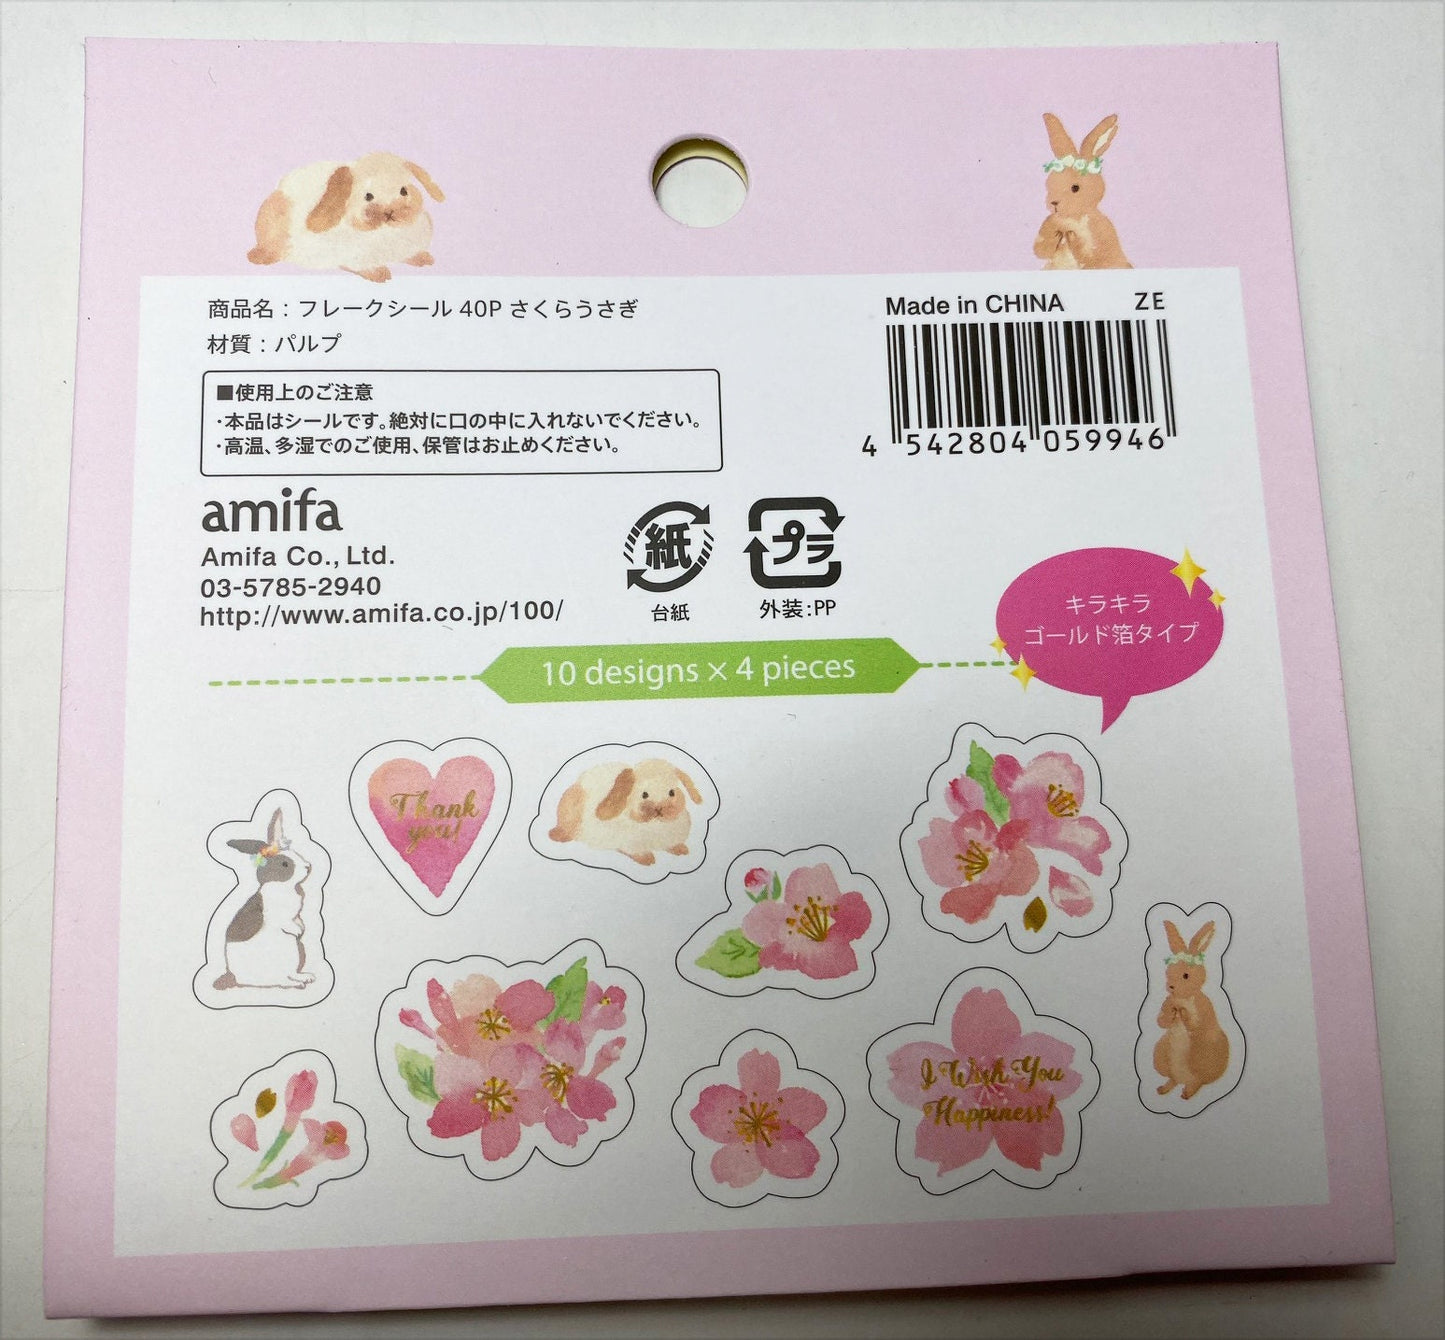 商品名：フレークシール 40P さくらうさぎ
材質：パルプ
■使用上のご注意
・本品はシールです。絶対に口の中に入れないでください。
・高温、多湿でのご使用、保管はお止めください。
Made in CHINA ZE
4 542804 059946
amifa
Amifa Co., Ltd.
03-5785-2940
http://www.amifa.co.jp/100/
紙
台紙
プラ
外装：PP
キラキラ
ゴールド箔タイプ
10 designs × 4 pieces
Thank
you!
I Wish You
Happiness!